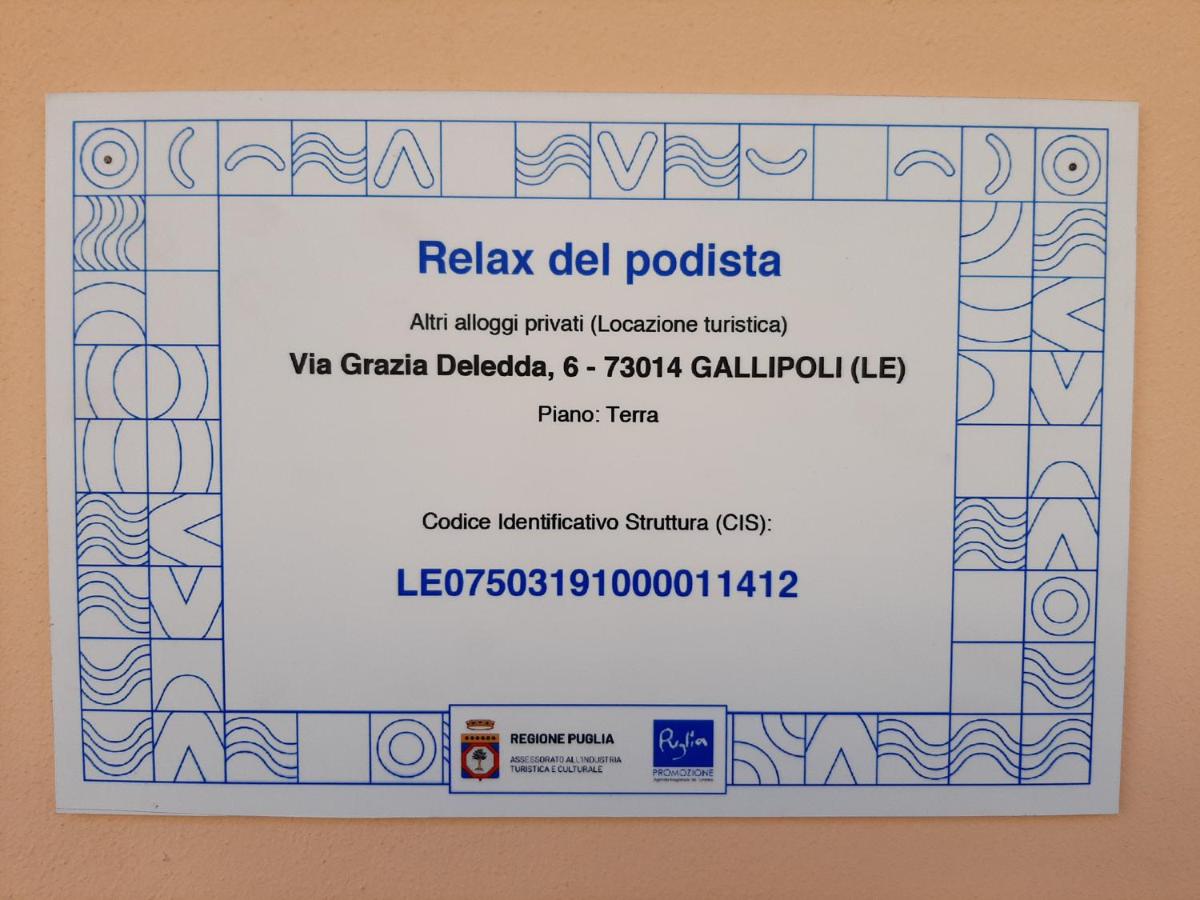 Relax del podista
Altri alloggi privati (Locazione turistica)
Via Grazia Deledda, 6 - 73014 GALLIPOLI (LE)
Piano: Terra
Codice Identificativo Struttura (CIS):
LE07503191000011412
REGIONE PUGLIA
ASSESSORATO ALL'INDUSTRIA
TURISTICA E CULTURALE
Puglia
PROMOZIONE